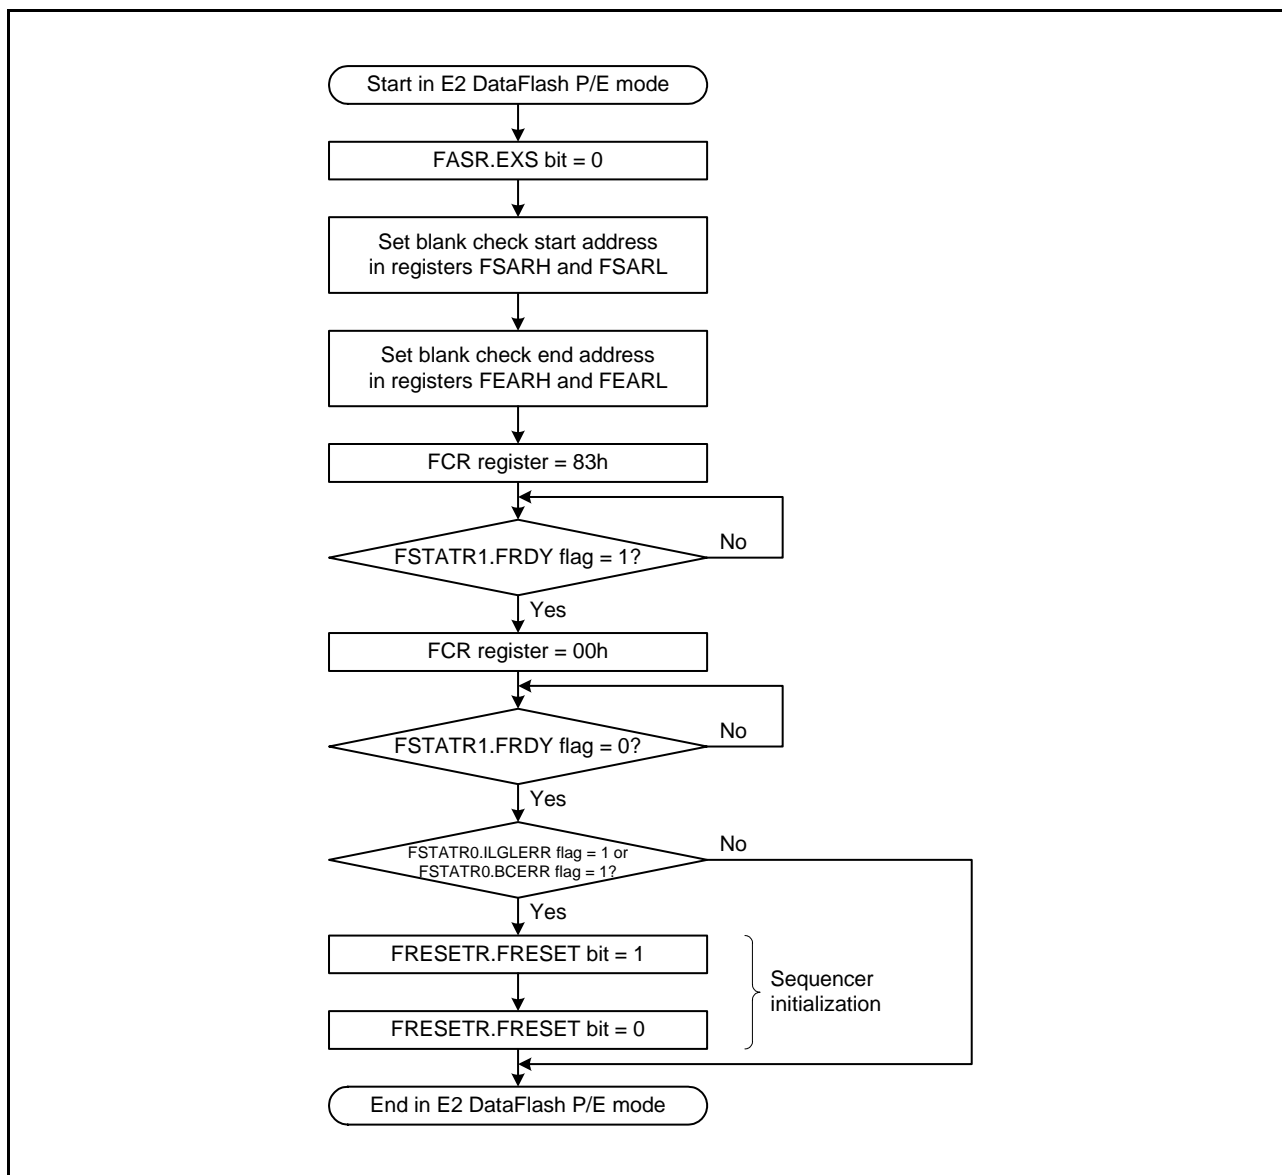 Start in E2 DataFlash P/E mode
FASR.EXS bit = 0
Set blank check start address
in registers FSARH and FSARL
Set blank check end address
in registers FEARH and FEARL
FCR register = 83h
FSTATR1.FRDY flag = 1?
No
Yes
FCR register = 00h
FSTATR1.FRDY flag = 0?
No
Yes
FSTATR0.ILGLERR flag = 1 or
FSTATR0.BCERR flag = 1?
No
Yes
FRESETR.FRESET bit = 1
FRESETR.FRESET bit = 0
Sequencer
initialization
End in E2 DataFlash P/E mode